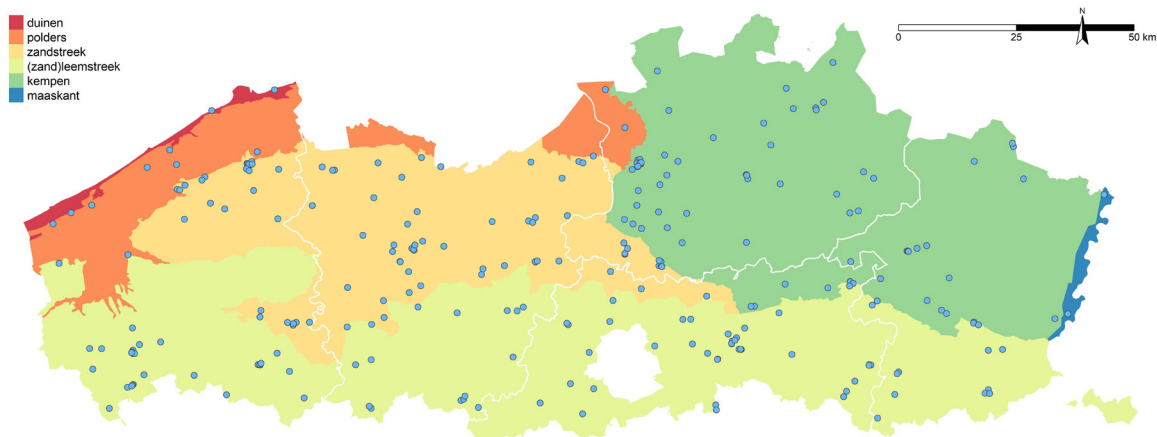 duinen
polders
zandstreek
(zand)leemstreek
kempen
maaskant
N
0 25 50 km